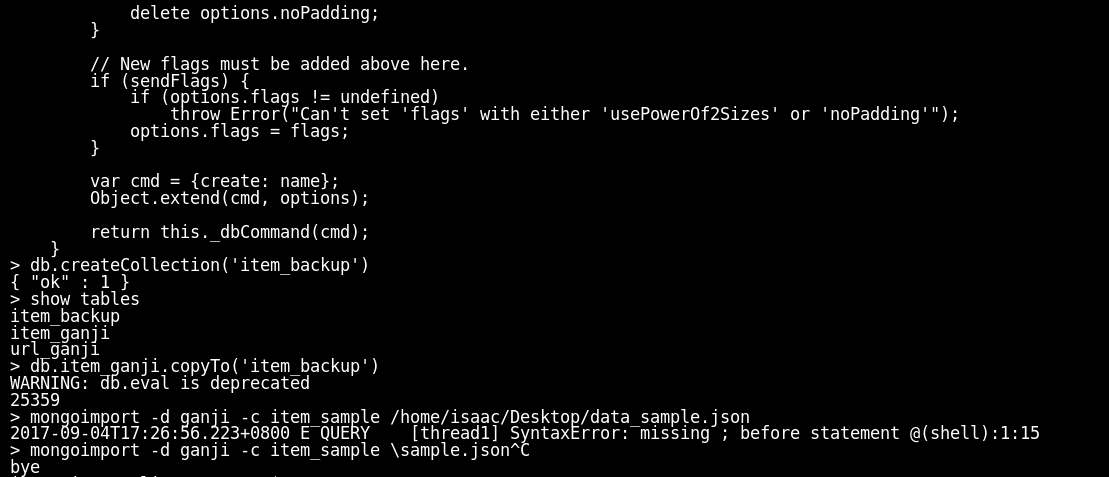 delete options.noPadding;
}
// New flags must be added above here.
if (sendFlags) {
if (options.flags != undefined)
throw Error("Can't set 'flags' with either 'usePowerOf2Sizes' or 'noPadding'");
options.flags = flags;
}
var cmd = {create: name};
Object.extend(cmd, options);
return this._dbCommand(cmd);
}
> db.createCollection('item_backup')
{ "ok" : 1 }
> show tables
item_backup
item_ganji
url_ganji
> db.item_ganji.copyTo('item_backup')
WARNING: db.eval is deprecated
25359
> mongoimport -d ganji -c item_sample /home/isaac/Desktop/data_sample.json
2017-09-04T17:26:56.223+0800 E QUERY    [thread1] SyntaxError: missing ; before statement @(shell):1:15
> mongoimport -d ganji -c item_sample \sample.json^C
bye